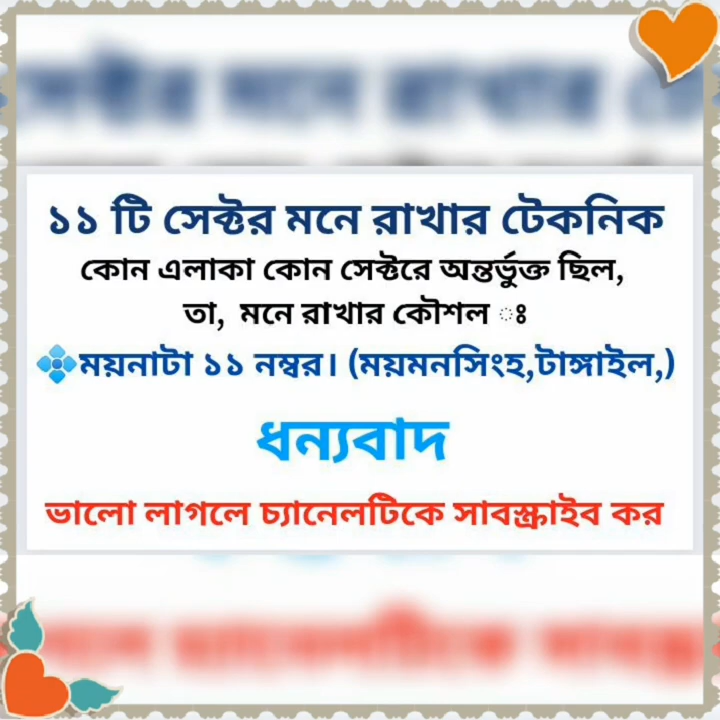 ১১ টি সেক্টর মনে রাখার টেকনিক
কোন এলাকা কোন সেক্টরে অন্তর্ভুক্ত ছিল,
তা, মনে রাখার কৌশল ঃ
💠ময়নাটা ১১ নম্বর। (ময়মনসিংহ,টাঙ্গাইল,)
ধন্যবাদ
ভালো লাগলে চ্যানেলটিকে সাবস্ক্রাইব কর